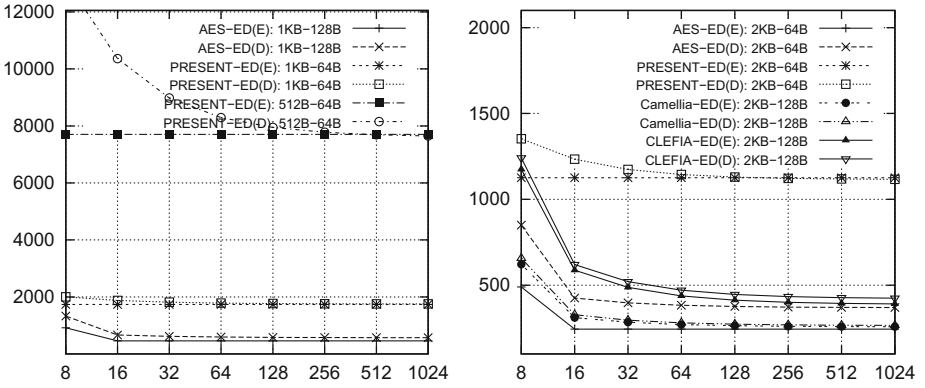 12000
10000
8000
6000
4000
2000
8 16 32 64 128 256 512 1024
AES-ED(E): 1KB-128B
AES-ED(D): 1KB-128B
PRESENT-ED(E): 1KB-64B
PRESENT-ED(D): 1KB-64B
PRESENT-ED(E): 512B-64B
PRESENT-ED(D): 512B-64B
2000
1500
1000
500
8 16 32 64 128 256 512 1024
AES-ED(E): 2KB-64B
AES-ED(D): 2KB-64B
PRESENT-ED(E): 2KB-64B
PRESENT-ED(D): 2KB-64B
Camellia-ED(E): 2KB-128B
Camellia-ED(D): 2KB-128B
CLEFIA-ED(E): 2KB-128B
CLEFIA-ED(D): 2KB-128B